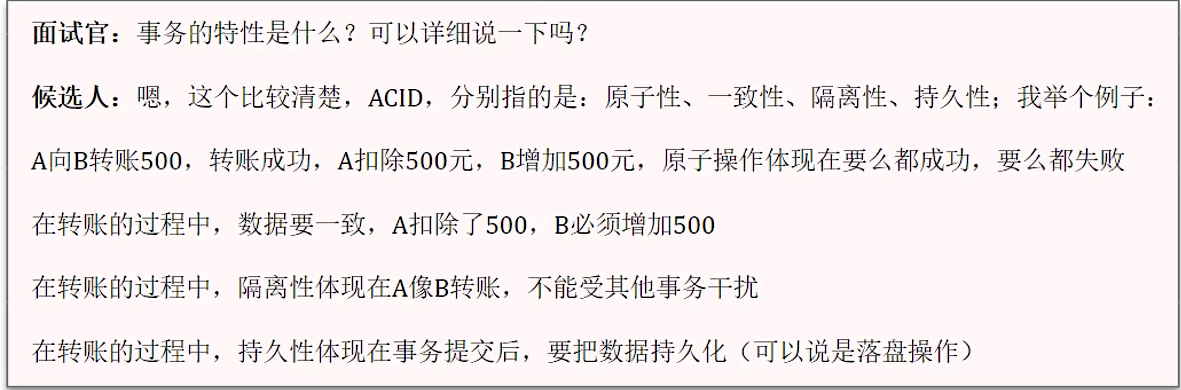 面试官：事务的特性是什么？可以详细说一下吗？
候选人：嗯，这个比较清楚，ACID，分别指的是：原子性、一致性、隔离性、持久性；我举个例子：
A向B转账500，转账成功，A扣除500元，B增加500元，原子操作体现在要么都成功，要么都失败
在转账的过程中，数据要一致，A扣除了500，B必须增加500
在转账的过程中，隔离性体现在A像B转账，不能受其他事务干扰
在转账的过程中，持久性体现在事务提交后，要把数据持久化（可以说是落盘操作）